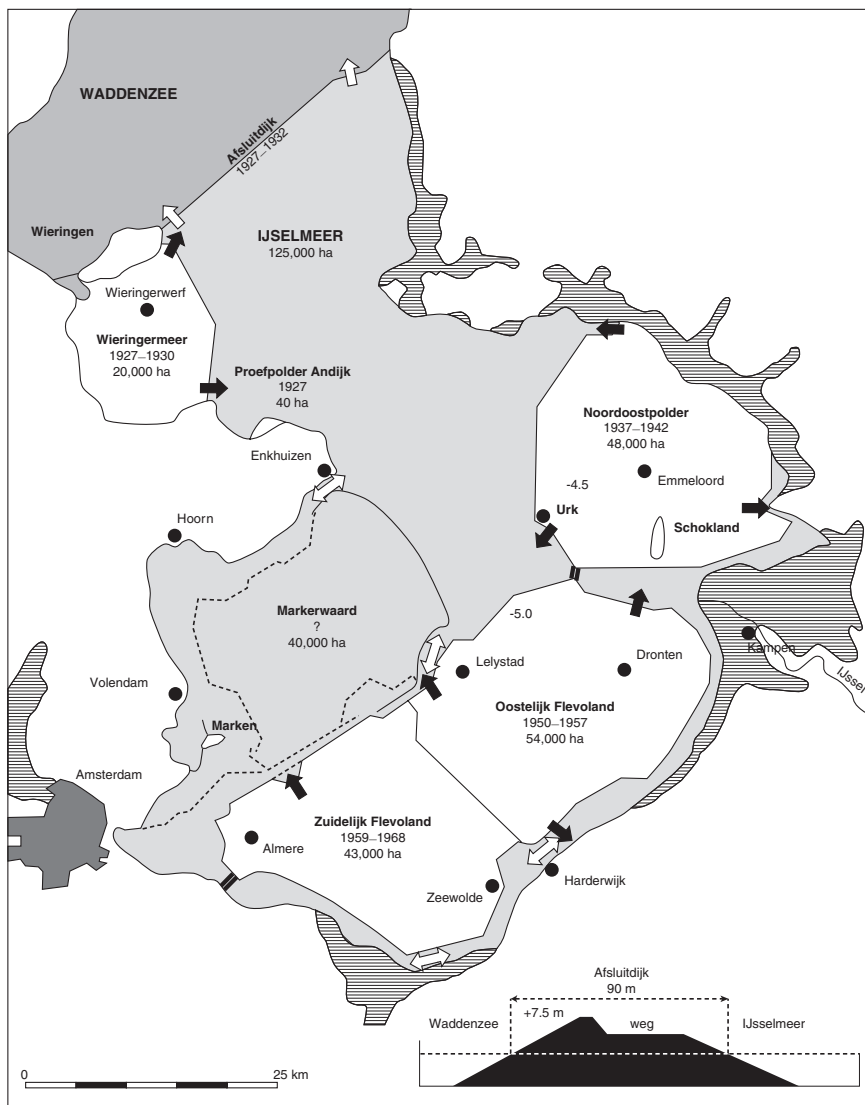 WADDENZEE
Afsluitdijk
1927–1932
Wieringen
IJSELMEER
125,000 ha
Wieringerwerf
Wieringermeer
1927–1930
20,000 ha
Proefpolder Andijk
1927
40 ha
Noordoostpolder
1937–1942
48,000 ha
Enkhuizen
-4.5
Emmeloord
Urk
Schokland
Hoorn
Markerwaard
?
40,000 ha
-5.0
Kampen
IJssel
Lelystad
Dronten
Volendam
Oostelijk Flevoland
1950–1957
54,000 ha
Marken
Amsterdam
Zuidelijk Flevoland
1959–1968
43,000 ha
Almere
Harderwijk
Zeewolde
Afsluitdijk
90 m
+7.5 m
Waddenzee
weg
IJsselmeer
0
25 km